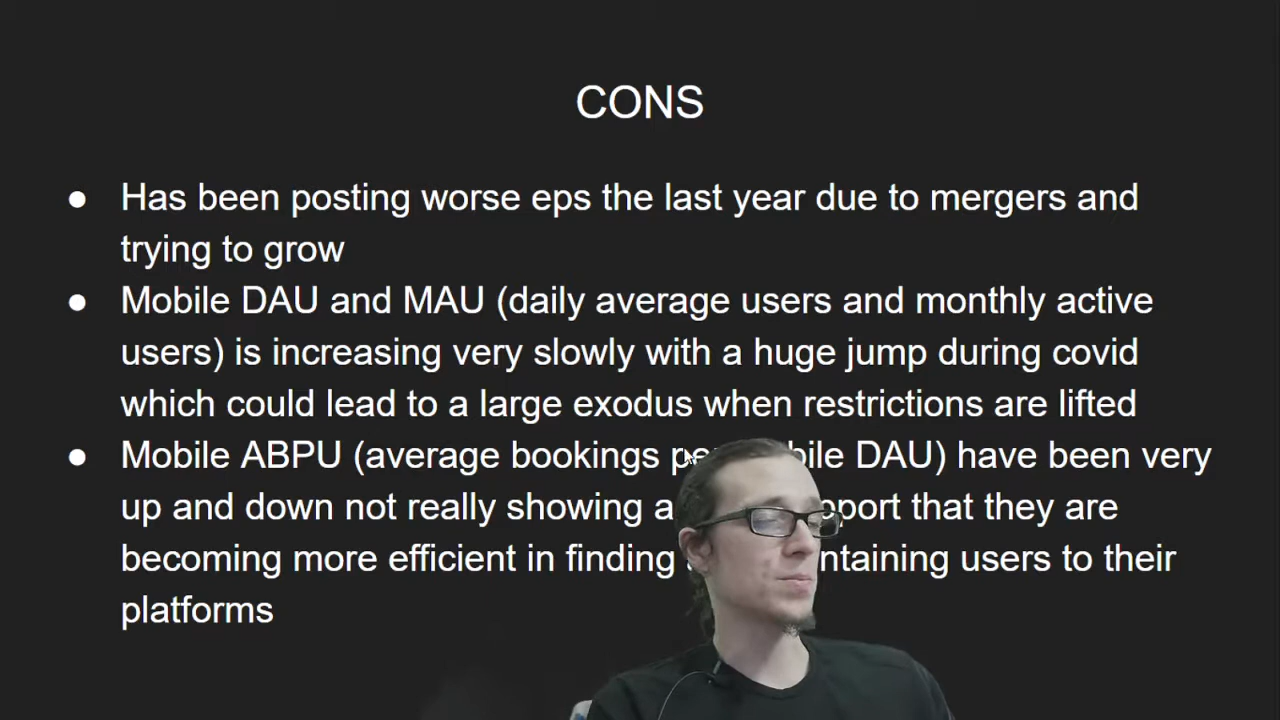 CONS
● Has been posting worse eps the last year due to mergers and
trying to grow
● Mobile DAU and MAU (daily average users and monthly active
users) is increasing very slowly with a huge jump during covid
which could lead to a large exodus when restrictions are lifted
● Mobile ABPU (average bookings DAU) have been very
up and down not really showing that they are
becoming more efficient in finding users to their
platforms